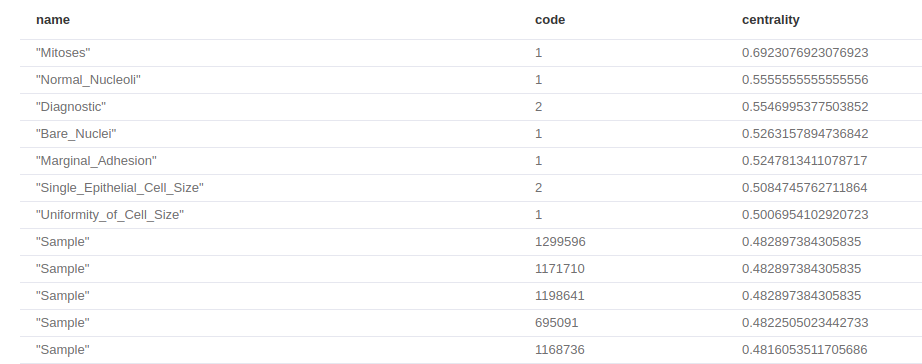 name code centrality
"Mitoses" 1 0.6923076923076923
"Normal_Nucleoli" 1 0.5555555555555556
"Diagnostic" 2 0.5546995377503852
"Bare_Nuclei" 1 0.5263157894736842
"Marginal_Adhesion" 1 0.5247813411078717
"Single_Epithelial_Cell_Size" 2 0.5084745762711864
"Uniformity_of_Cell_Size" 1 0.5006954102920723
"Sample" 1299596 0.482897384305835
"Sample" 1171710 0.482897384305835
"Sample" 1198641 0.482897384305835
"Sample" 695091 0.4822505023442733
"Sample" 1168736 0.4816053511705686